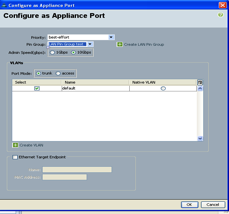 Configure as Appliance Port
Configure as Appliance Port
Priority: best-effort
Pin Group: <not set>
Create LAN Pin Group
Admin Speed(gbps): 1Gbps 10Gbps
VLANs
Port Mode: trunk access
Select Name Native VLAN
default
Create VLAN
Ethernet Target Endpoint
Name:
MAC Address:
OK Cancel